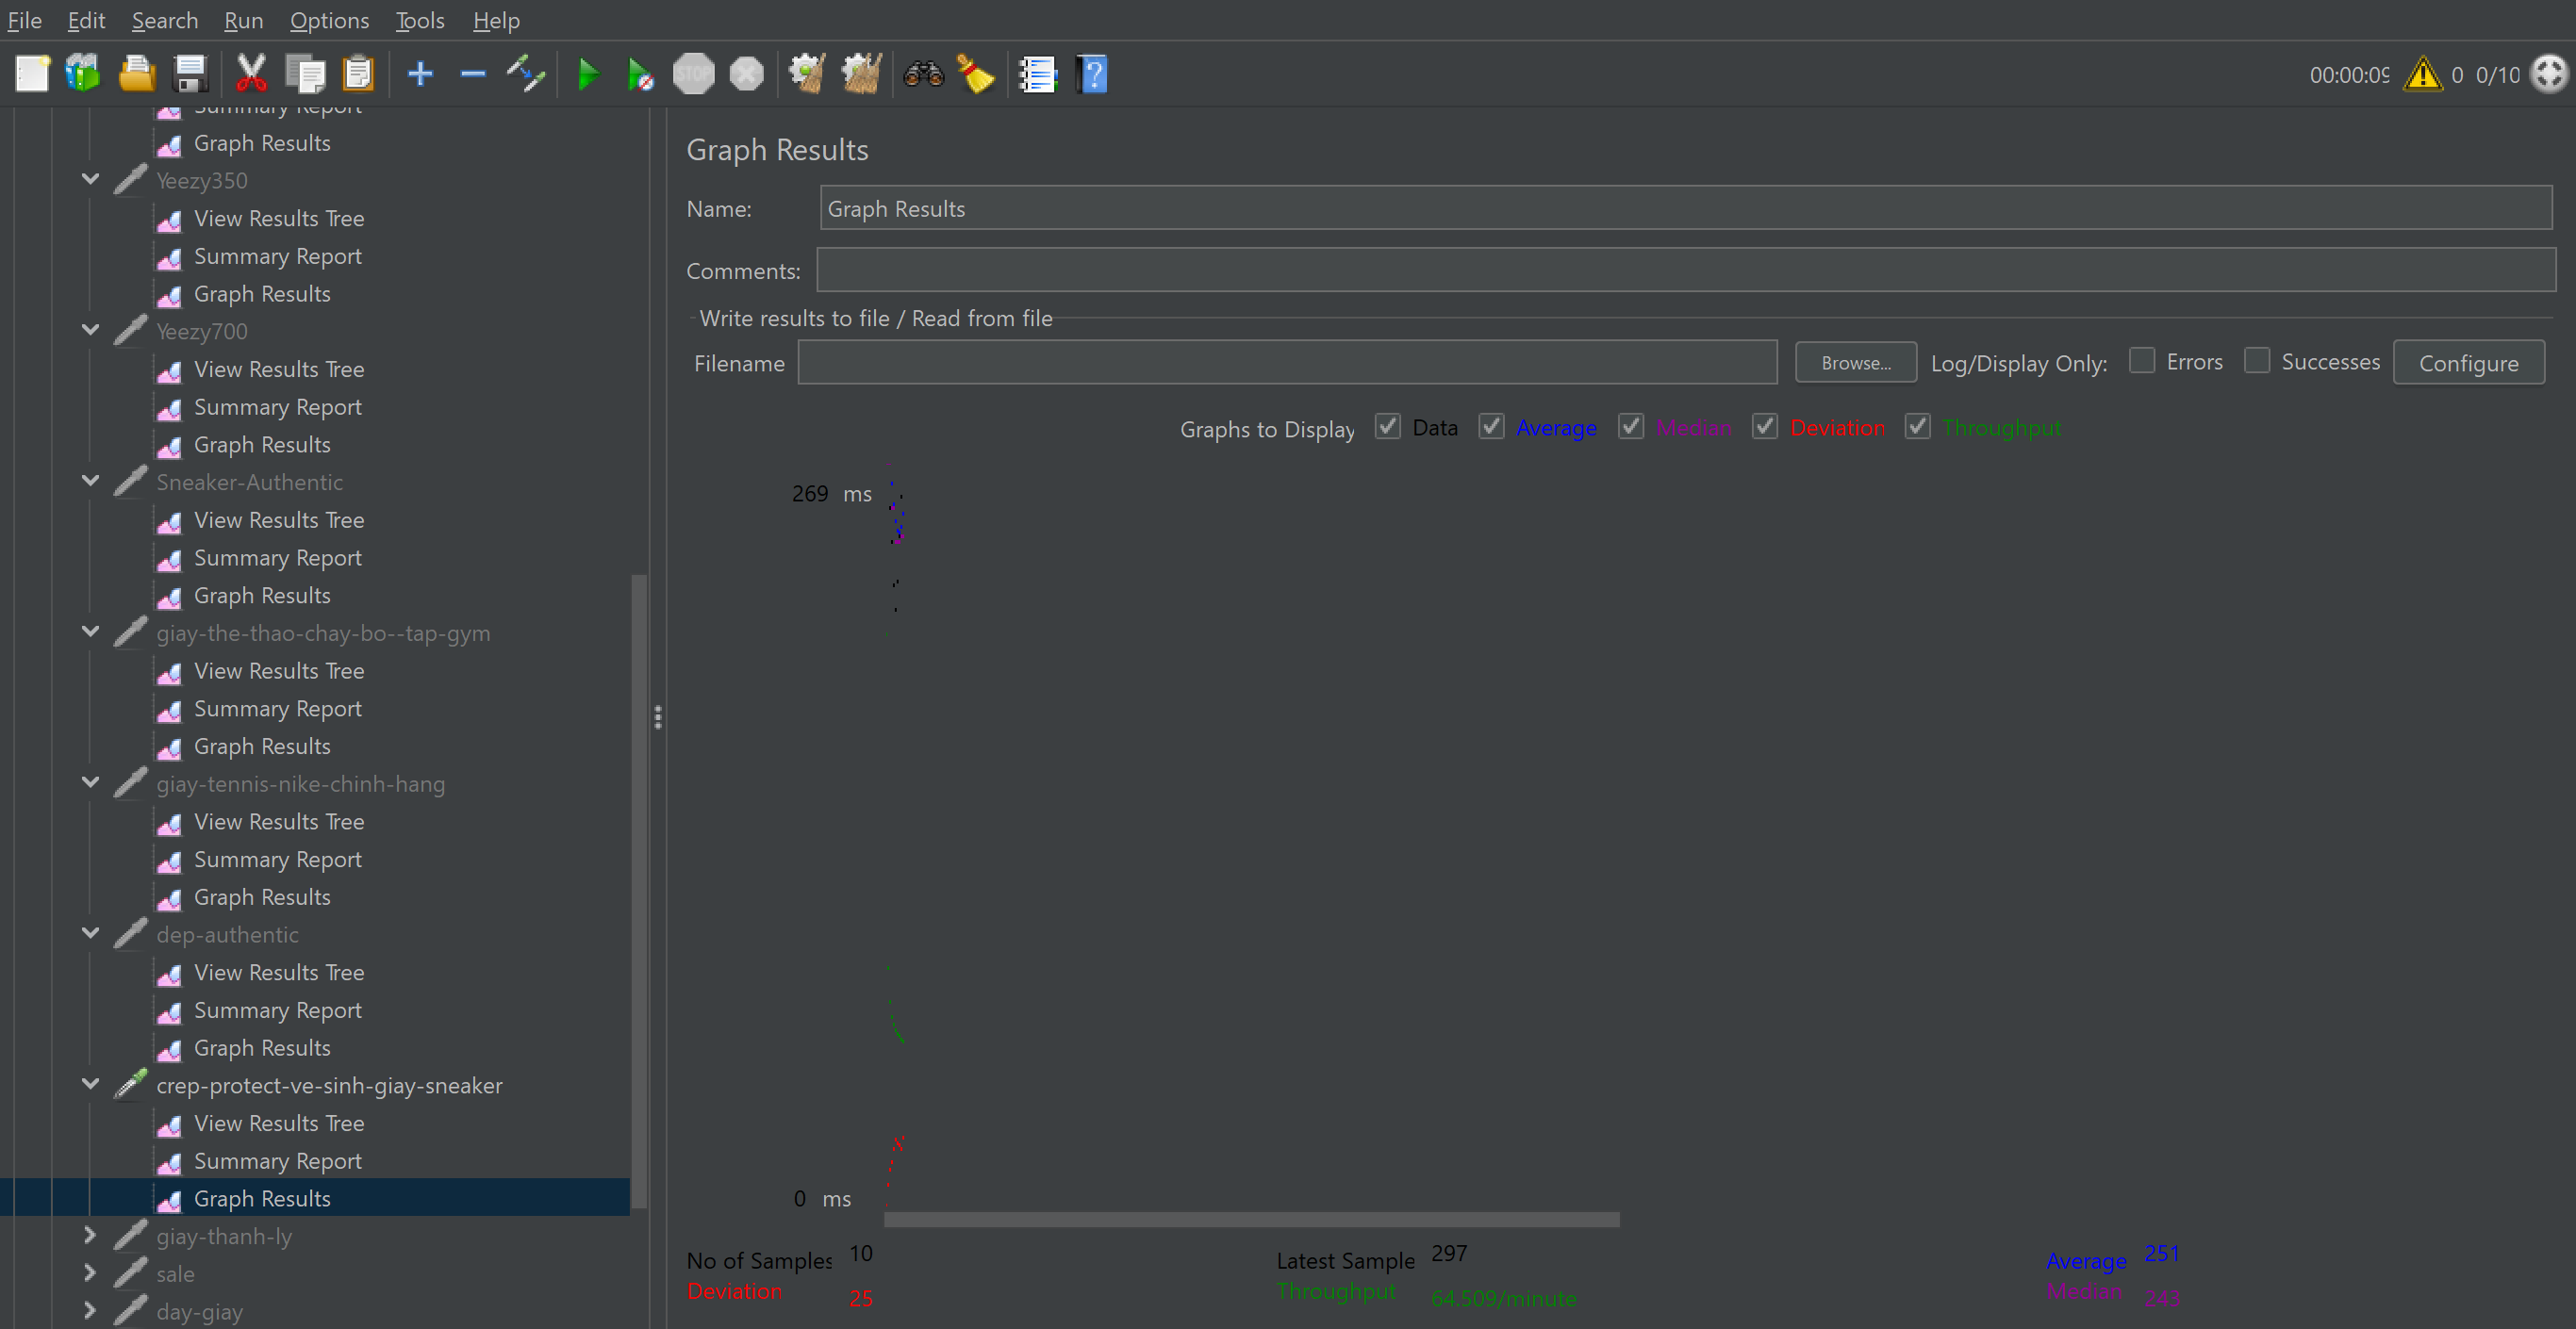 File Edit Search Run Options Tools Help
STOP
00:00:09 0 0/10
Summary Report
Graph Results
Yeezy350
View Results Tree
Summary Report
Graph Results
Yeezy700
View Results Tree
Summary Report
Graph Results
Sneaker-Authentic
View Results Tree
Summary Report
Graph Results
giay-the-thao-chay-bo--tap-gym
View Results Tree
Summary Report
Graph Results
giay-tennis-nike-chinh-hang
View Results Tree
Summary Report
Graph Results
dep-authentic
View Results Tree
Summary Report
Graph Results
crep-protect-ve-sinh-giay-sneaker
View Results Tree
Summary Report
Graph Results
giay-thanh-ly
sale
day-giay
Graph Results
Name: Graph Results
Comments:
Write results to file / Read from file
Filename Browse... Log/Display Only: Errors Successes Configure
Graphs to Display Data Average Median Deviation Throughput
269 ms
0 ms
No of Samples 10 Latest Sample 297 Average 251
Deviation 25 Throughput 64.509/minute Median 243